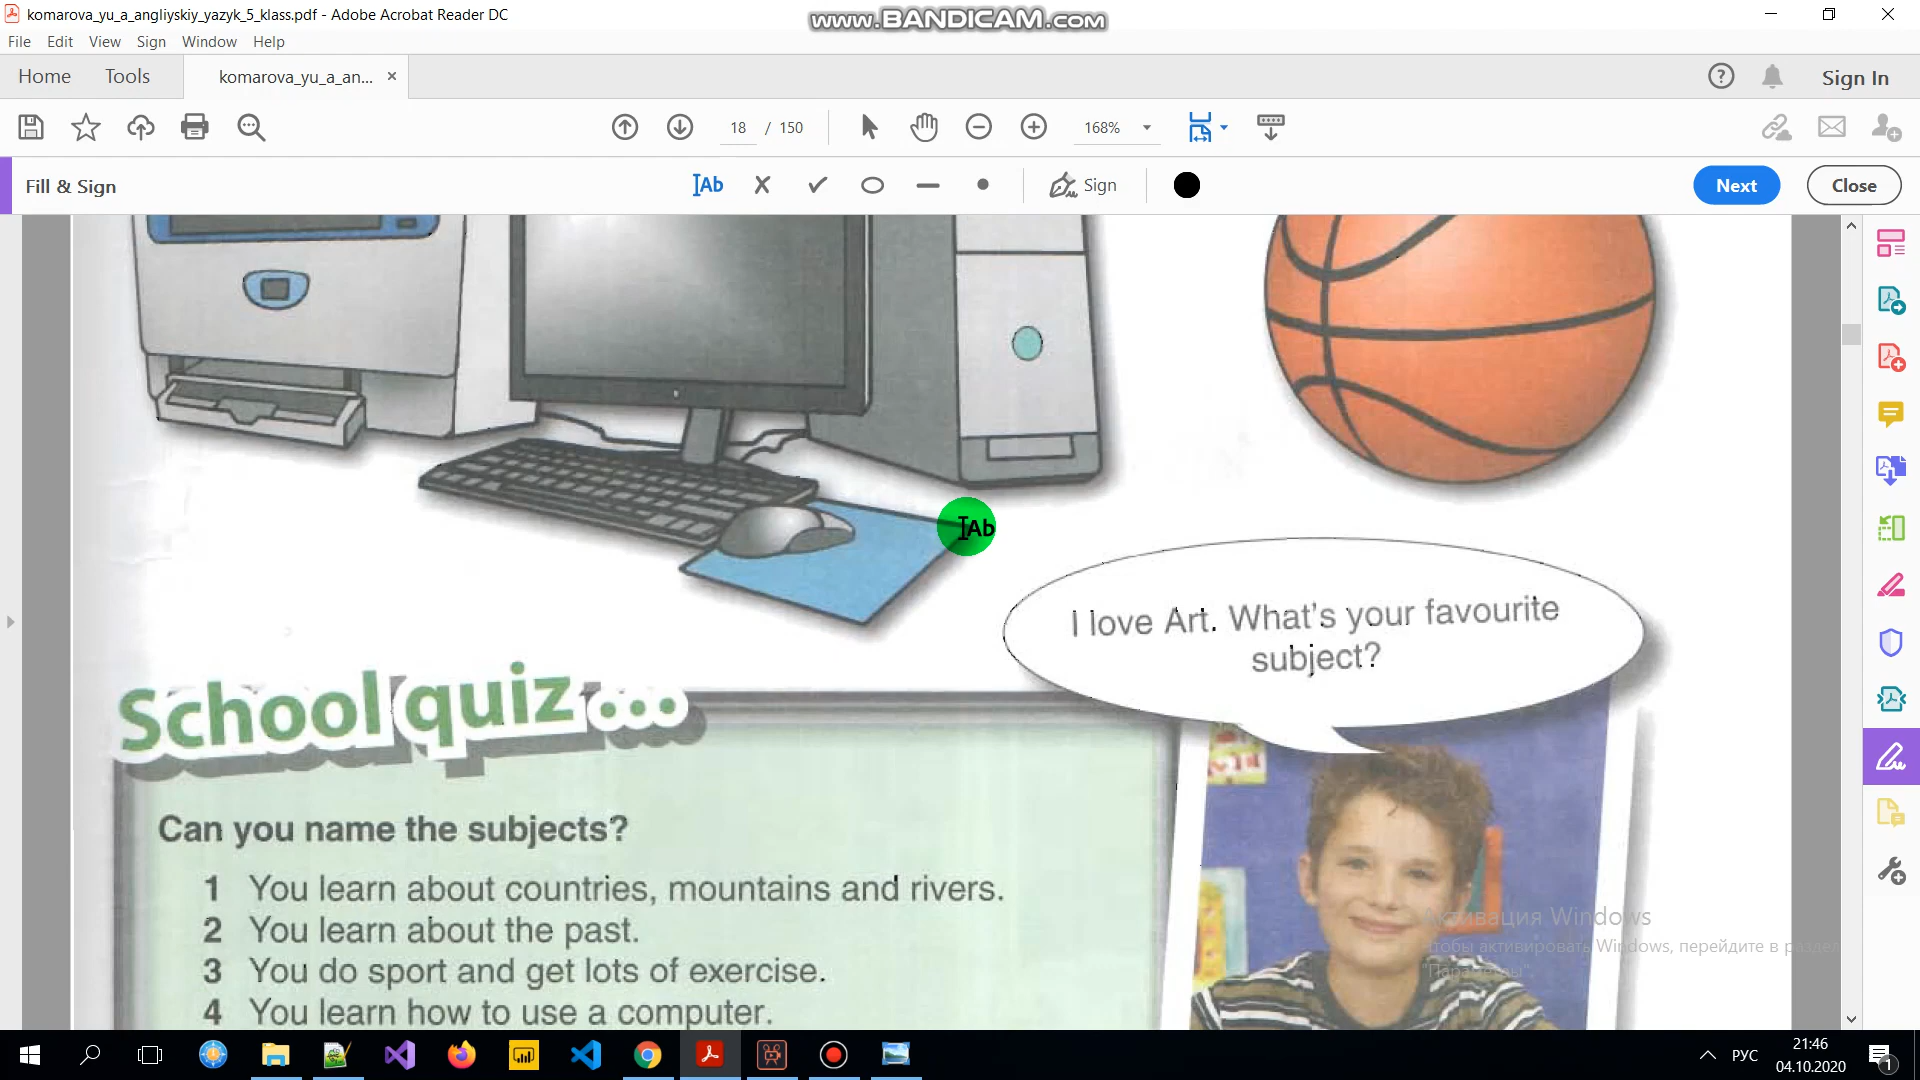 komarova_yu_a_angliyskiy_yazyk_5_klass.pdf - Adobe Acrobat Reader DC
www.BANDICAM.com
File Edit View Sign Window Help
Home Tools komarova_yu_a_an... ×
Sign In
18 / 150
168%
Fill & Sign
Ab
Sign
Next
Close
Ab
I love Art. What's your favourite
subject?
School quiz ...
Can you name the subjects?
1 You learn about countries, mountains and rivers.
2 You learn about the past.
3 You do sport and get lots of exercise.
4 You learn how to use a computer.
Активация Windows
Чтобы активировать Windows, перейдите в раздел
"Параметры".
РУС
21:46
04.10.2020
1